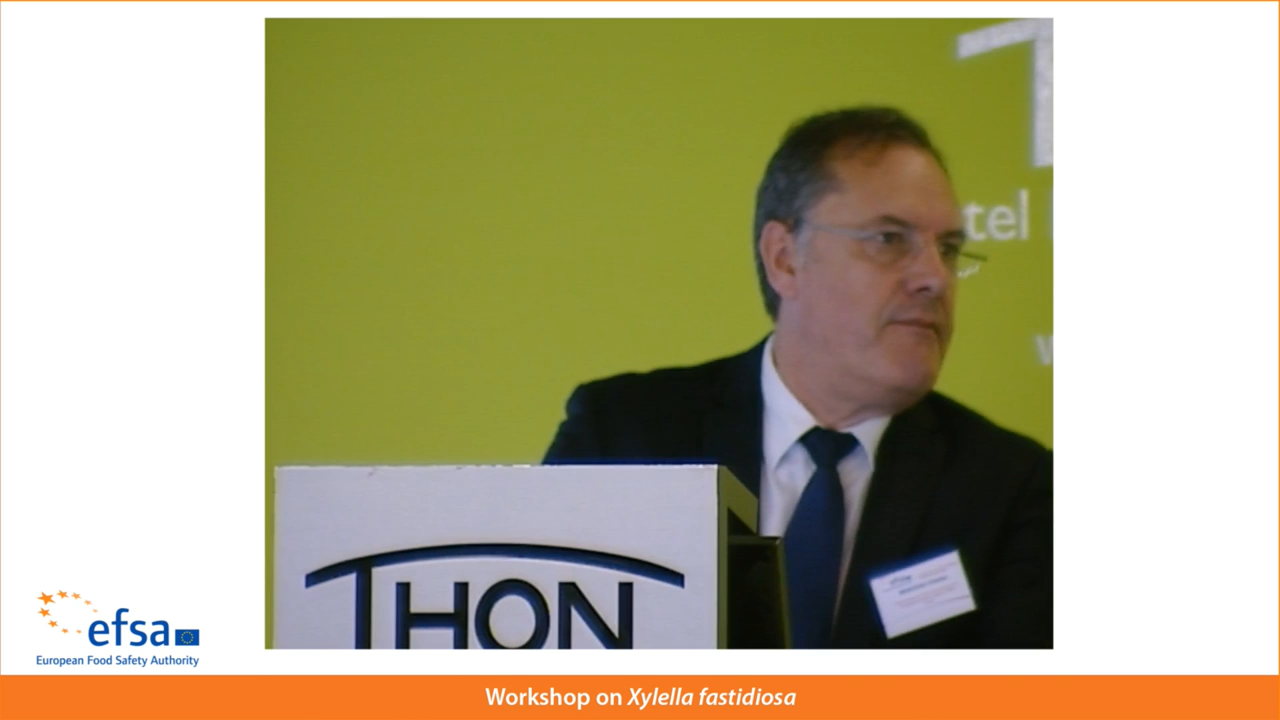 tel
THON
efsa
European Food Safety Authority
Workshop on Xylella fastidiosa